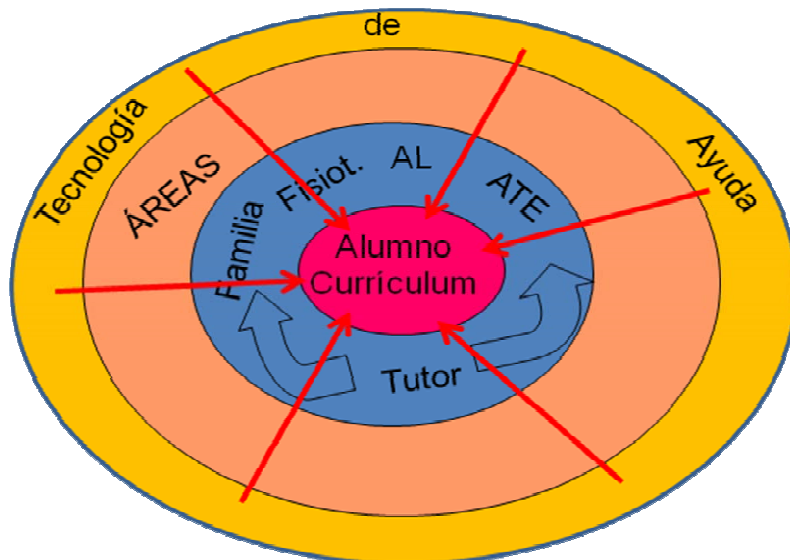 Tecnología
de
Ayuda
ÁREAS
Familia
Fisiot.
AL
ATE
Alumno
Currículum
Tutor